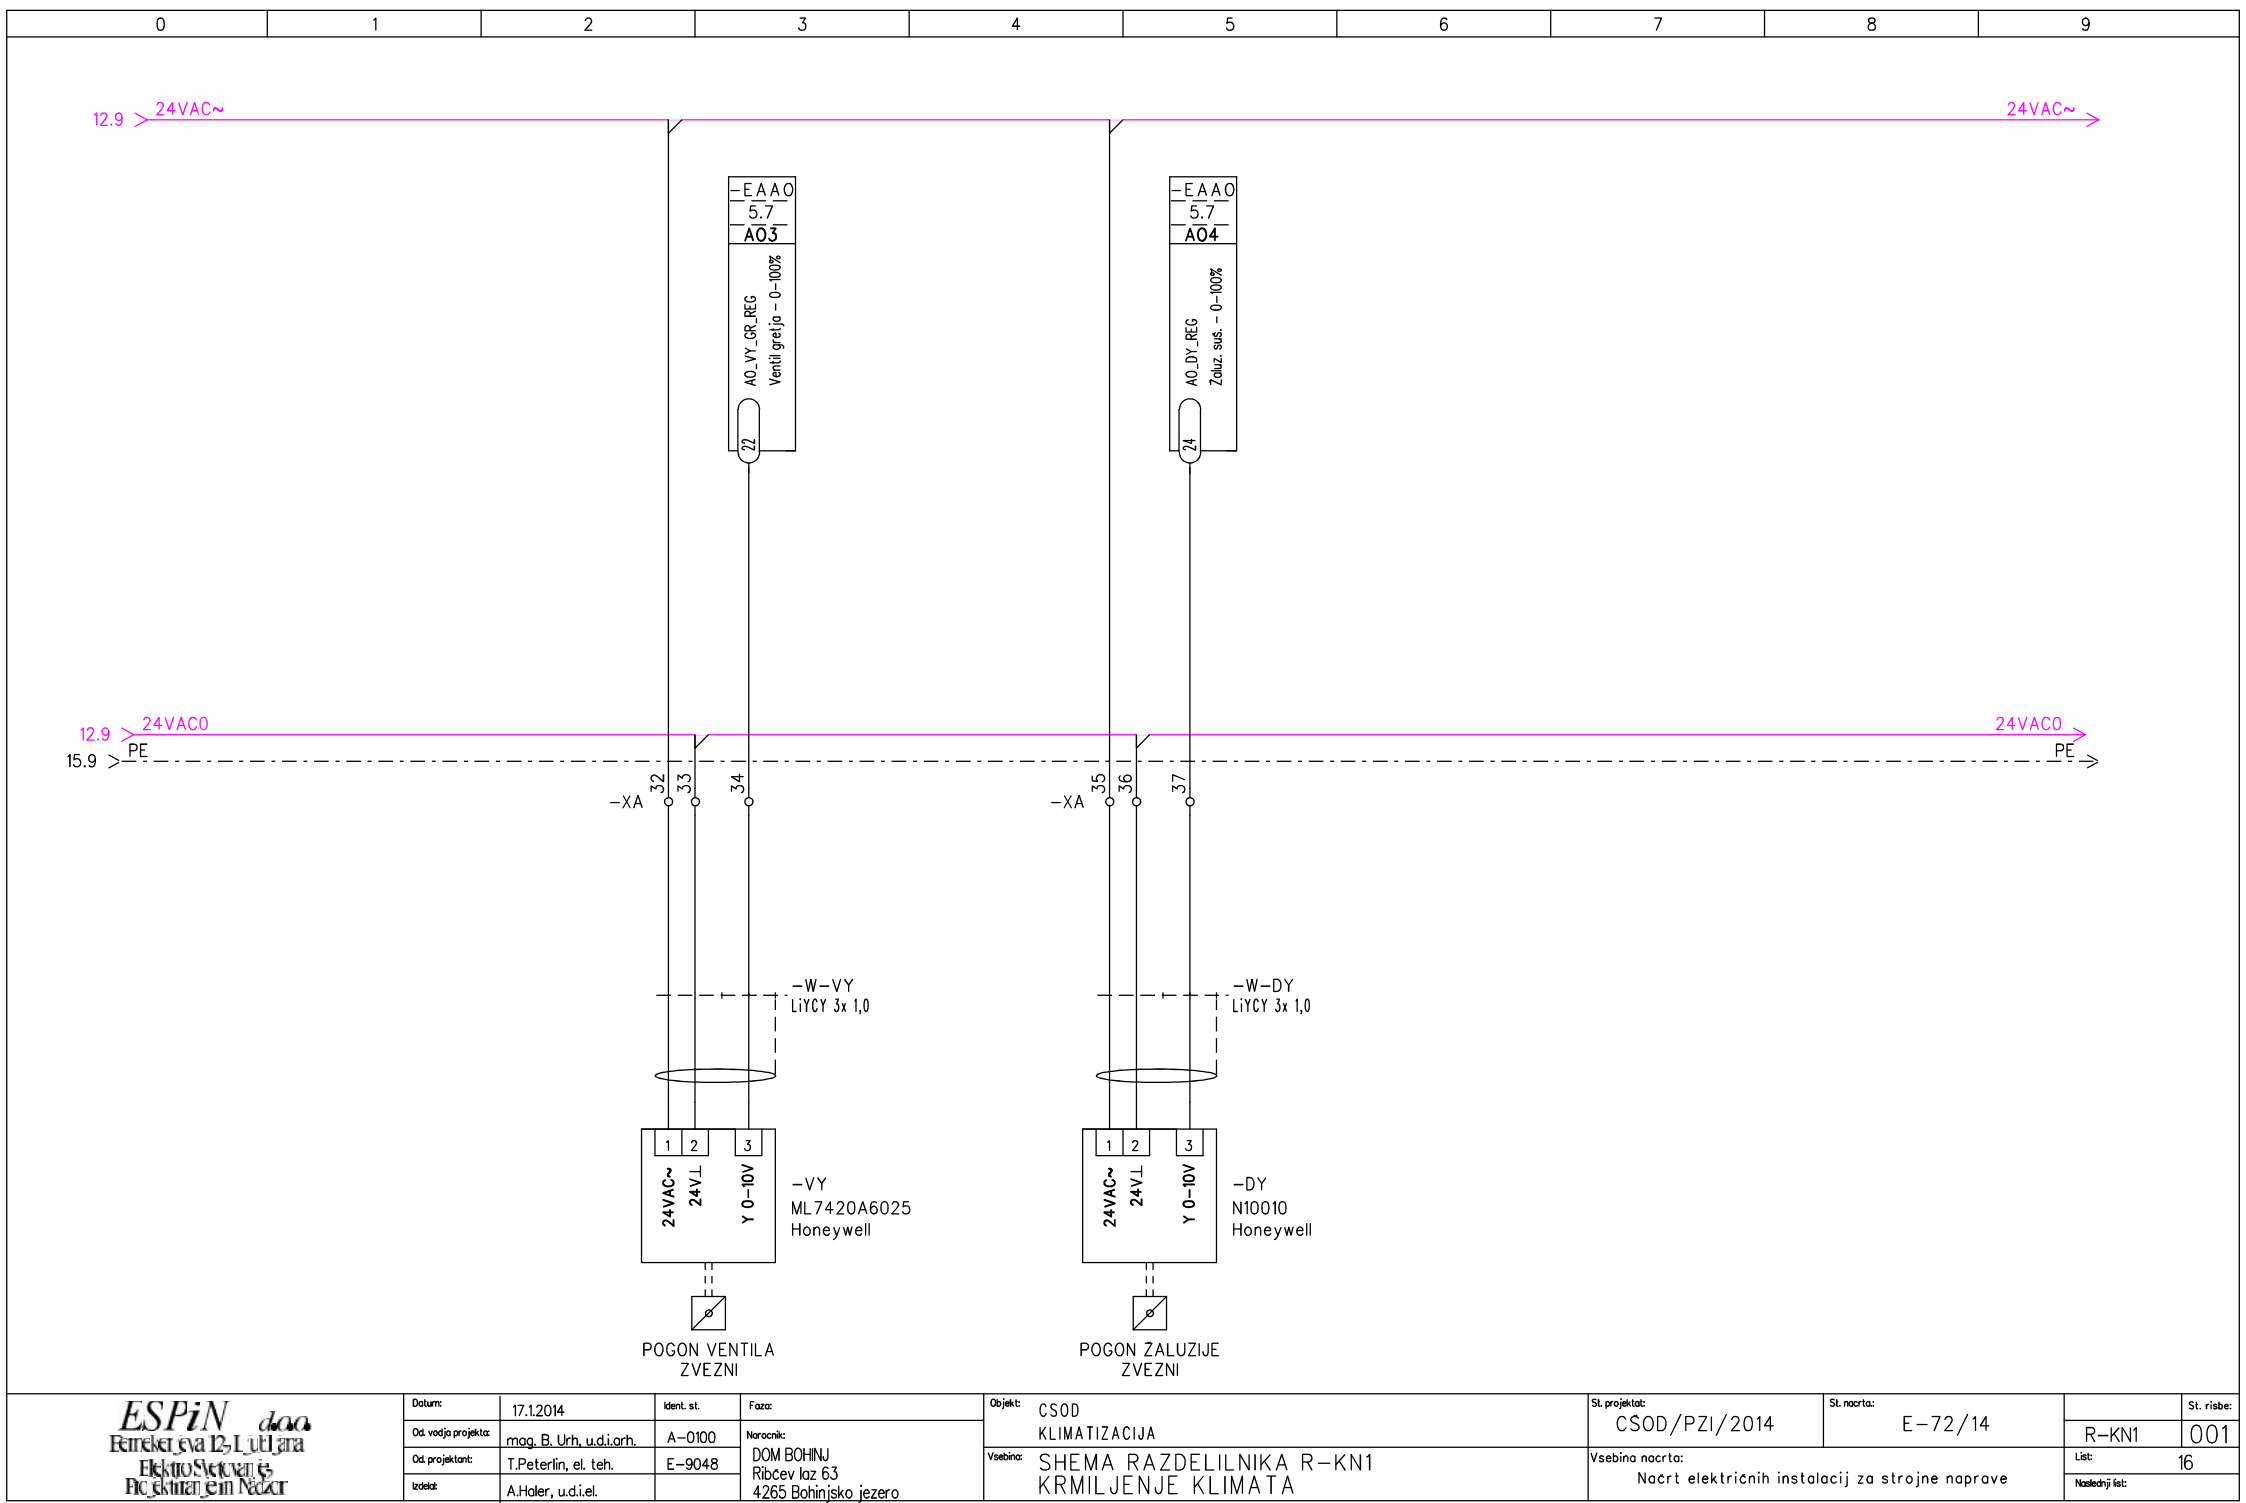 0 1 2 3 4 5 6 7 8 9
12.9 24VAC~ 24VAC~
-EAAO
5.7
AO3
AO_VY_GR_REG
Ventil gretja - 0-100%
22
-EAAO
5.7
AO4
AO_DY_REG
Žaluz. suš. - 0-100%
24
12.9 24VAC0 24VAC0
15.9 PE PE
-XA 32 33 34
-XA 35 36 37
-W-VY
LiYCY 3x 1,0
-W-DY
LiYCY 3x 1,0
1 2 3
24VAC~ 24V⊥ Y 0-10V
-VY
ML7420A6025
Honeywell
1 2 3
24VAC~ 24V⊥ Y 0-10V
-DY
N10010
Honeywell
POGON VENTILA
ZVEZNI
POGON ŽALUZIJE
ZVEZNI
ESPiN d.o.o.
Elektro Svetovanje,
Projektiranje in Nadzor
Datum: 17.1.2014 Ident. st. Faza:
Od. vodja projekta: mag. B. Urh, u.d.i.arh. A-0100
Od. projektant: T.Peterlin, el. teh. E-9048
Izdelal: A.Haler, u.d.i.el.
Narocnik:
DOM BOHINJ
Ribčev laz 63
4265 Bohinjsko jezero
Objekt: CSOD
KLIMATIZACIJA
Vsebina: SHEMA RAZDELILNIKA R-KN1
KRMILJENJE KLIMATA
St. projekta: CSOD/PZI/2014
St. nacrta: E-72/14
Vsebina nacrta:
Načrt električnih instalacij za strojne naprave
R-KN1
St. risbe: 001
List: 16
Naslednji list: